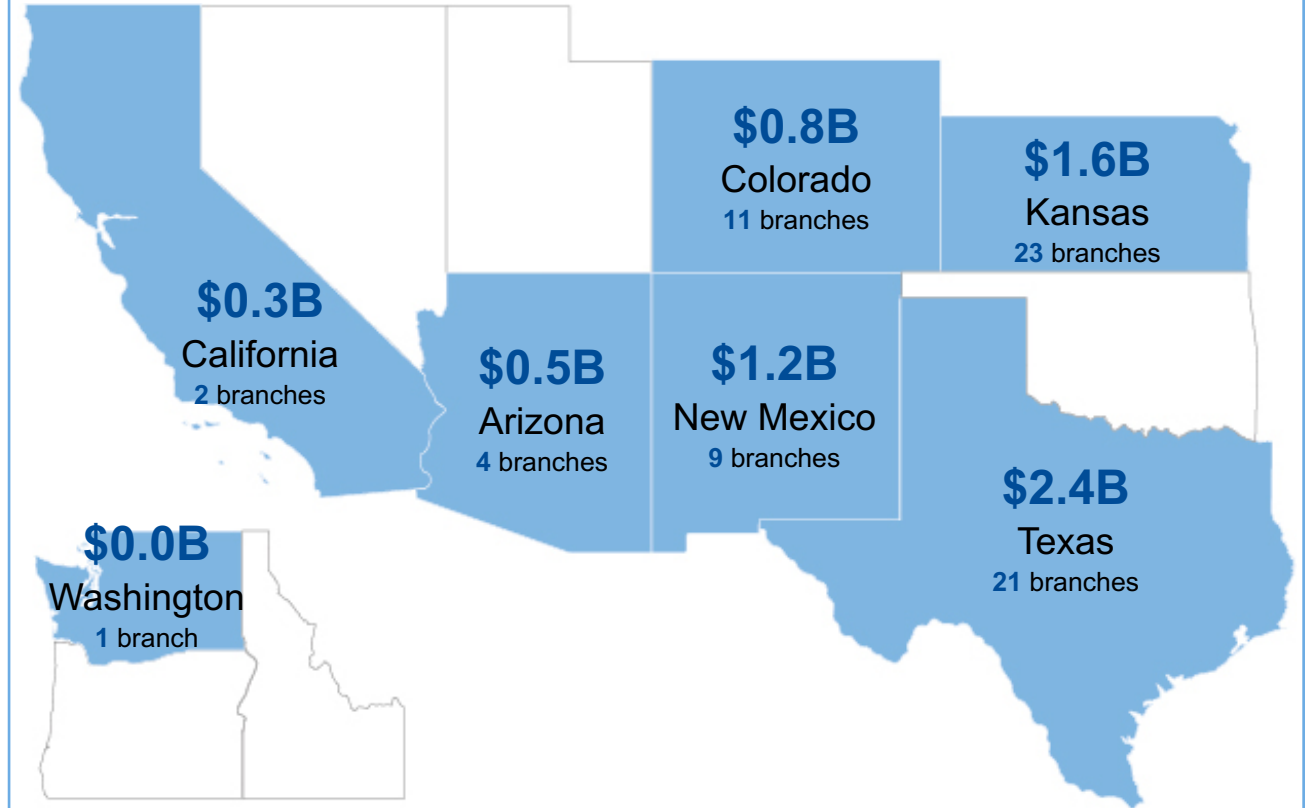 $0.8B
Colorado
11 branches
$1.6B
Kansas
23 branches
$0.3B
California
2 branches
$0.5B
Arizona
4 branches
$1.2B
New Mexico
9 branches
$2.4B
Texas
21 branches
$0.0B
Washington
1 branch